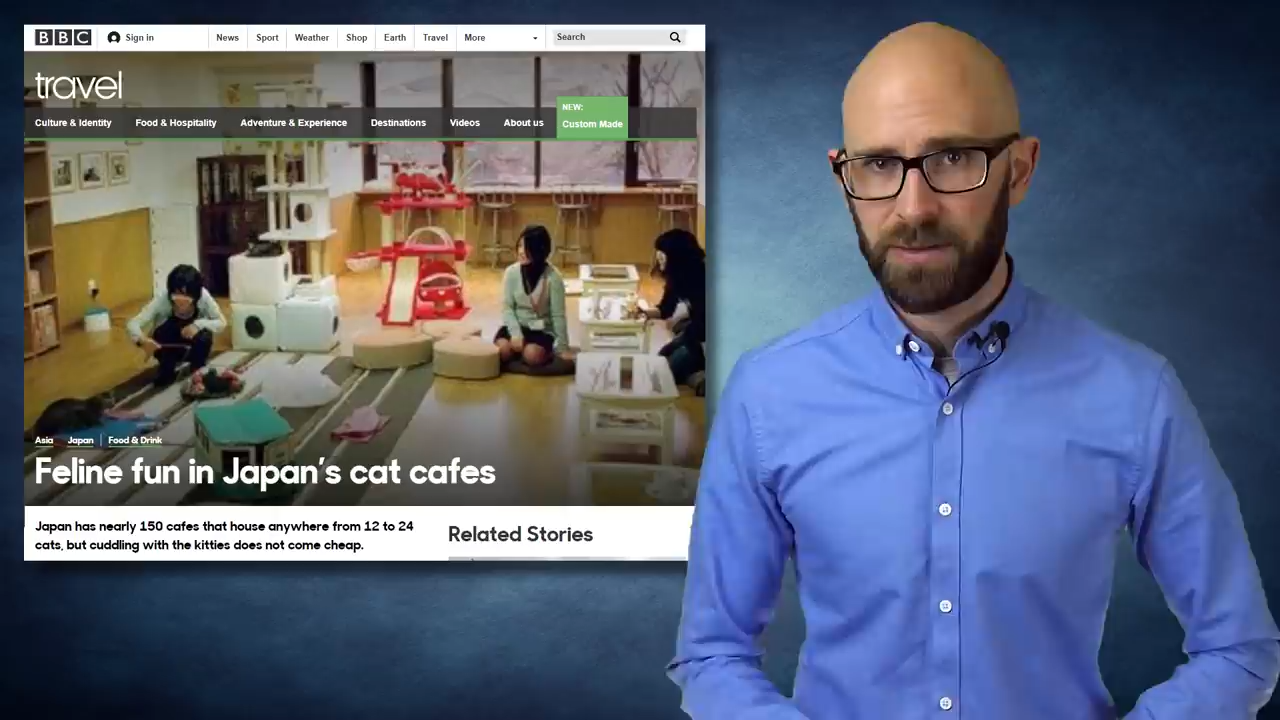 BBC Sign in News Sport Weather Shop Earth Travel More Search
travel
NEW:
Culture & Identity Food & Hospitality Adventure & Experience Destinations Videos About us Custom Made
Asia Japan Food & Drink
Feline fun in Japan's cat cafes
Japan has nearly 150 cafes that house anywhere from 12 to 24
cats, but cuddling with the kitties does not come cheap.
Related Stories